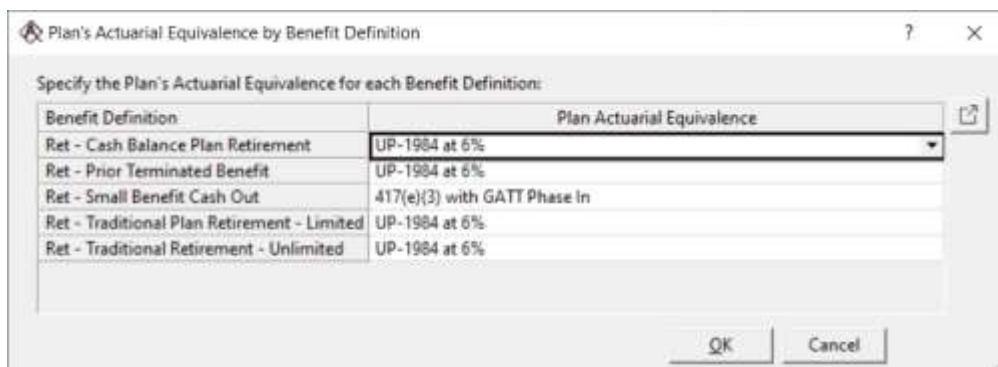 Plan's Actuarial Equivalence by Benefit Definition ?
Specify the Plan's Actuarial Equivalence for each Benefit Definition:
Benefit Definition Plan Actuarial Equivalence
Ret - Cash Balance Plan Retirement UP-1984 at 6%
Ret - Prior Terminated Benefit UP-1984 at 6%
Ret - Small Benefit Cash Out 417(e)(3) with GATT Phase In
Ret - Traditional Plan Retirement - Limited UP-1984 at 6%
Ret - Traditional Retirement - Unlimited UP-1984 at 6%
OK Cancel